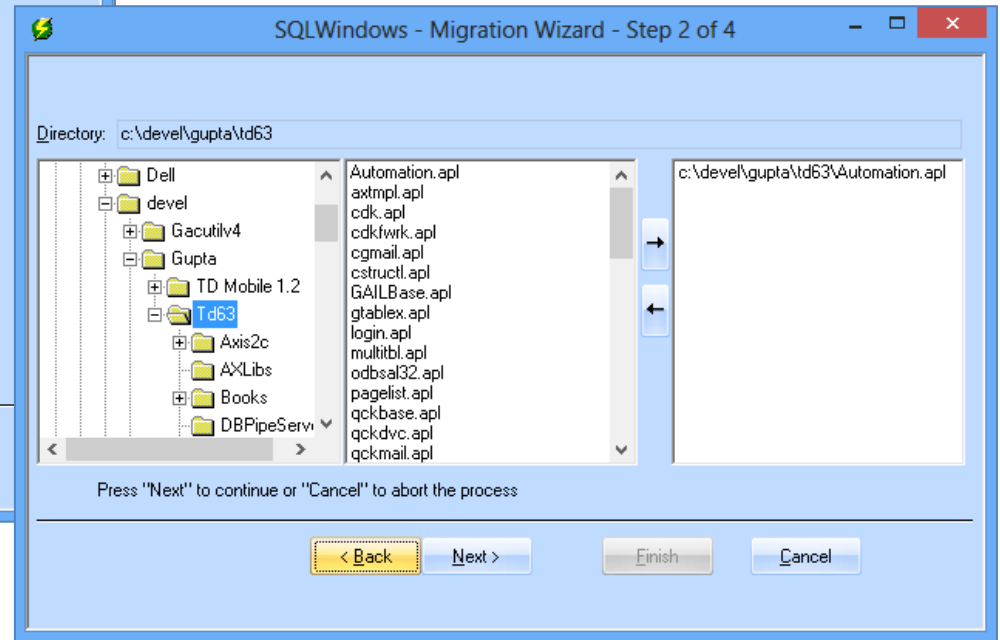 SQLWindows - Migration Wizard - Step 2 of 4
Directory: c:\devel\gupta\td63
Dell
devel
Gacutilv4
Gupta
TD Mobile 1.2
Td63
Axis2c
AXLibs
Books
DBPipeServ
Automation.apl
axtmpl.apl
cdk.apl
cdkfwrk.apl
cgmail.apl
cstructl.apl
GAILBase.apl
gtablex.apl
login.apl
multitbl.apl
odbsal32.apl
pagelist.apl
qckbase.apl
qckdvc.apl
qckmail.apl
c:\devel\gupta\td63\Automation.apl
Press "Next" to continue or "Cancel" to abort the process
< Back
Next >
Finish
Cancel